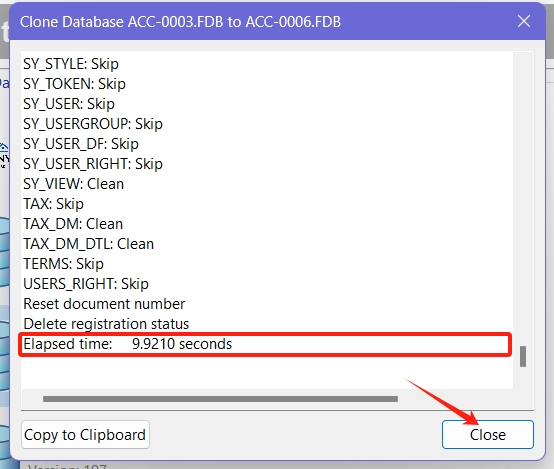 Clone Database ACC-0003.FDB to ACC-0006.FDB
SY_STYLE: Skip
SY_TOKEN: Skip
SY_USER: Skip
SY_USERGROUP: Skip
SY_USER_DF: Skip
SY_USER_RIGHT: Skip
SY_VIEW: Clean
TAX: Skip
TAX_DM: Clean
TAX_DM_DTL: Clean
TERMS: Skip
USERS_RIGHT: Skip
Reset document number
Delete registration status
Elapsed time: 9.9210 seconds
Copy to Clipboard
Close